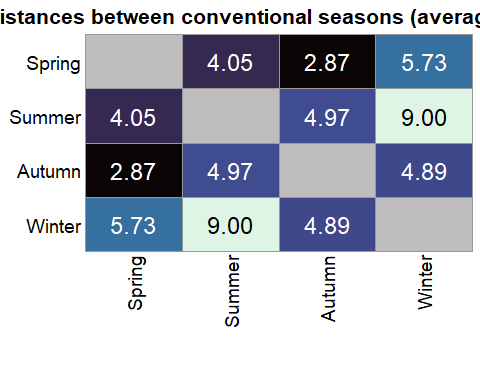 istances between conventional seasons (averag
Spring 4.05 2.87 5.73
Summer 4.05 4.97 9.00
Autumn 2.87 4.97 4.89
Winter 5.73 9.00 4.89
Spring Summer Autumn Winter